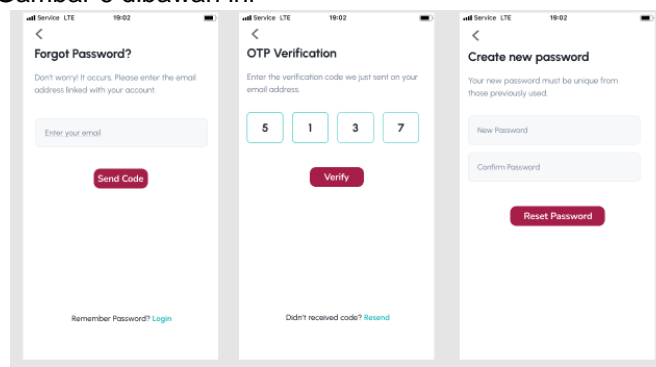 Gambar 6 dibawah ini
Service LTE 19:02
Forgot Password?
Don't worry! It occurs. Please enter the email
address linked with your account.
Enter your email
Send Code
Remember Password? Login
Service LTE 19:02
OTP Verification
Enter the verification code we just sent on your
email address.
5 1 3 7
Verify
Didn't received code? Resend
Service LTE 19:02
Create new password
Your new password must be unique from
those previously used.
New Password
Confirm Password
Reset Password